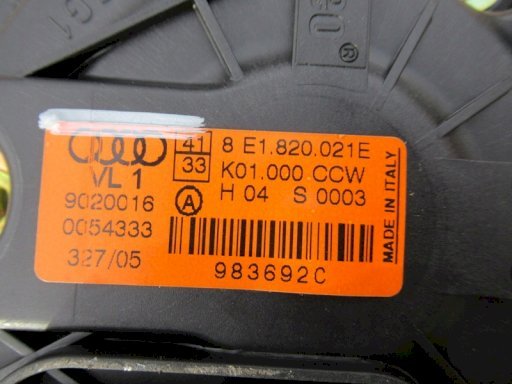 41
33
8 E1.820.021E
K01.000 CCW
H 04 S 0003
VL 1
9020016
A
0054333
327/05
983692C
MADE IN ITALY
G1
®